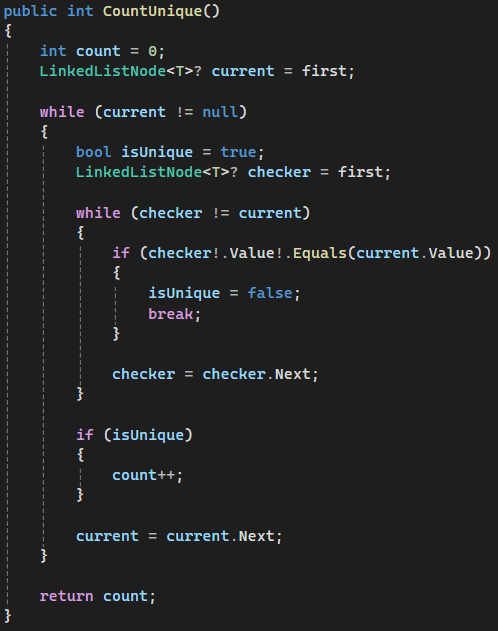 public int CountUnique()
{
    int count = 0;
    LinkedListNode<T>? current = first;

    while (current != null)
    {
        bool isUnique = true;
        LinkedListNode<T>? checker = first;

        while (checker != current)
        {
            if (checker!.Value!.Equals(current.Value))
            {
                isUnique = false;
                break;
            }

            checker = checker.Next;
        }

        if (isUnique)
        {
            count++;
        }

        current = current.Next;
    }

    return count;
}